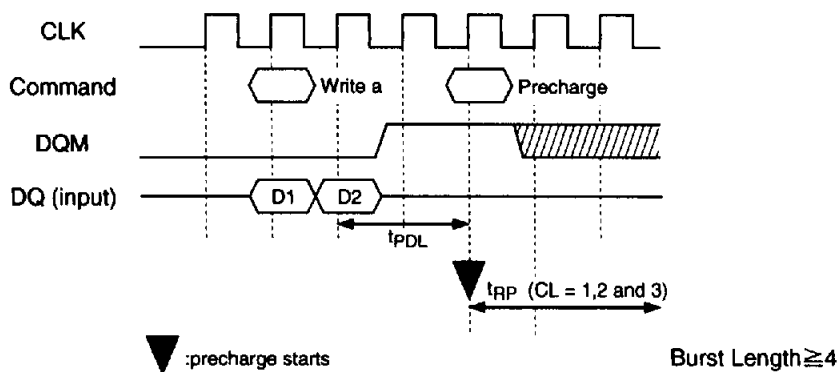 CLK
Command
Write a
Precharge
DQM
DQ (input)
D1
D2
tPDL
tRP (CL = 1,2 and 3)
:precharge starts
Burst Length≧4